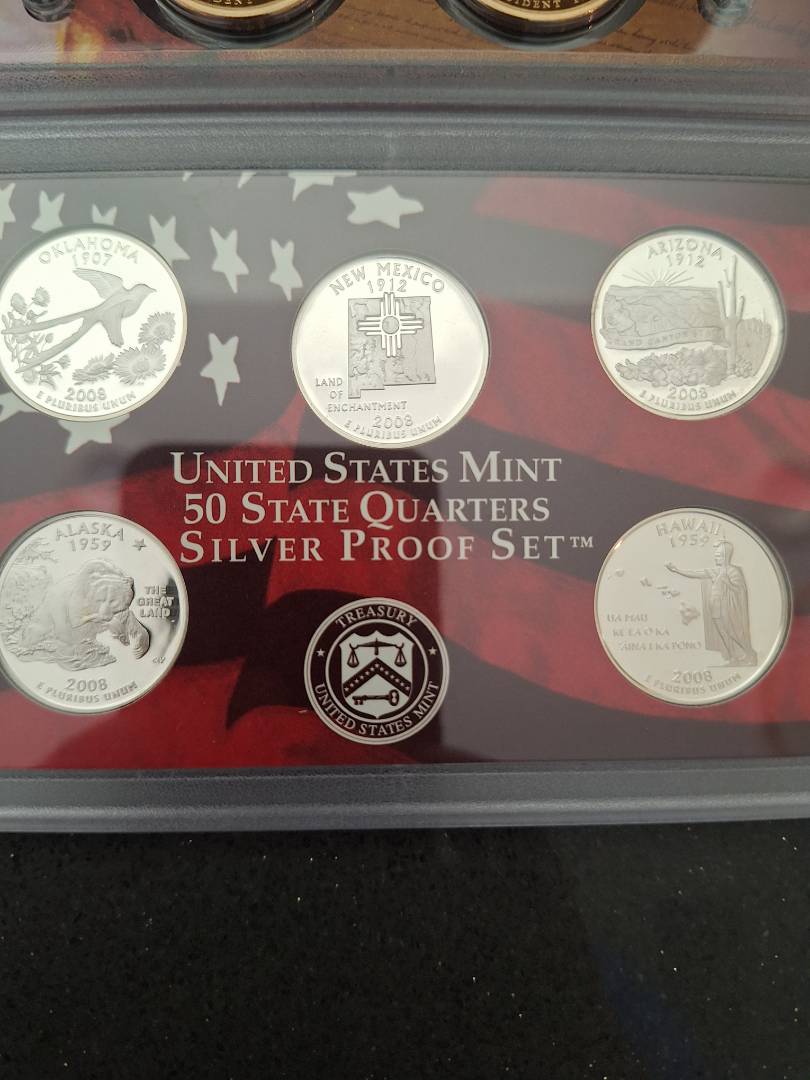 DENT
SIDENT
OKLAHOMA
1907
2008
E PLURIBUS UNUM
NEW MEXICO
1912
LAND
OF
ENCHANTMENT
2008
E PLURIBUS UNUM
ARIZONA
1912
GRAND CANYON STATE
2008
E PLURIBUS UNUM
UNITED STATES MINT
50 STATE QUARTERS
SILVER PROOF SET™
ALASKA
1959
THE
GREAT
LAND
2008
E PLURIBUS UNUM
HAWAII
1959
UA MAU
KE EA O KA
ʻĀINA I KA PONO
2008
E PLURIBUS UNUM
TREASURY
UNITED STATES MINT